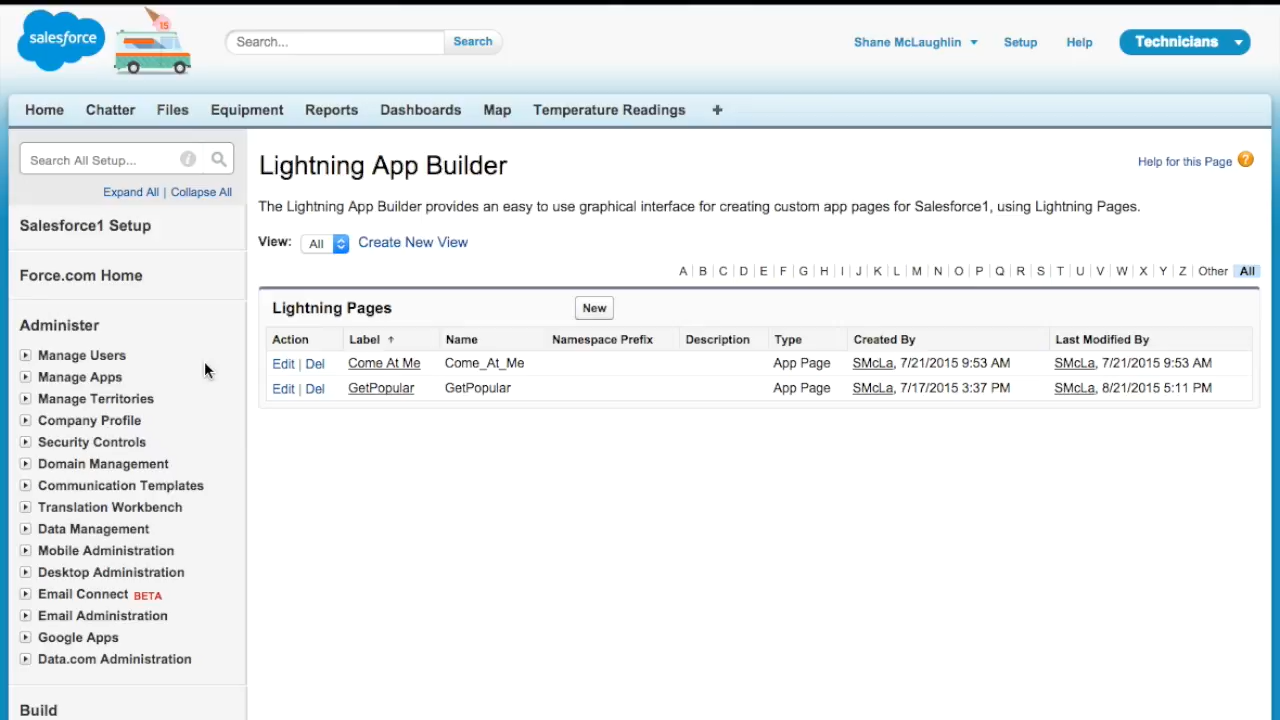 salesforce
15
Search...
Search
Shane McLaughlin
Setup
Help
Technicians
Home Chatter Files Equipment Reports Dashboards Map Temperature Readings +
Search All Setup...
Expand All | Collapse All
Salesforce1 Setup
Force.com Home
Administer
Manage Users
Manage Apps
Manage Territories
Company Profile
Security Controls
Domain Management
Communication Templates
Translation Workbench
Data Management
Mobile Administration
Desktop Administration
Email Connect BETA
Email Administration
Google Apps
Data.com Administration
Build
Lightning App Builder
Help for this Page ?
The Lightning App Builder provides an easy to use graphical interface for creating custom app pages for Salesforce1, using Lightning Pages.
View: All Create New View
A | B | C | D | E | F | G | H | I | J | K | L | M | N | O | P | Q | R | S | T | U | V | W | X | Y | Z | Other | All
Lightning Pages New
Action Label ↑ Name Namespace Prefix Description Type Created By Last Modified By
Edit | Del Come At Me Come_At_Me App Page SMcLa, 7/21/2015 9:53 AM SMcLa, 7/21/2015 9:53 AM
Edit | Del GetPopular GetPopular App Page SMcLa, 7/17/2015 3:37 PM SMcLa, 8/21/2015 5:11 PM